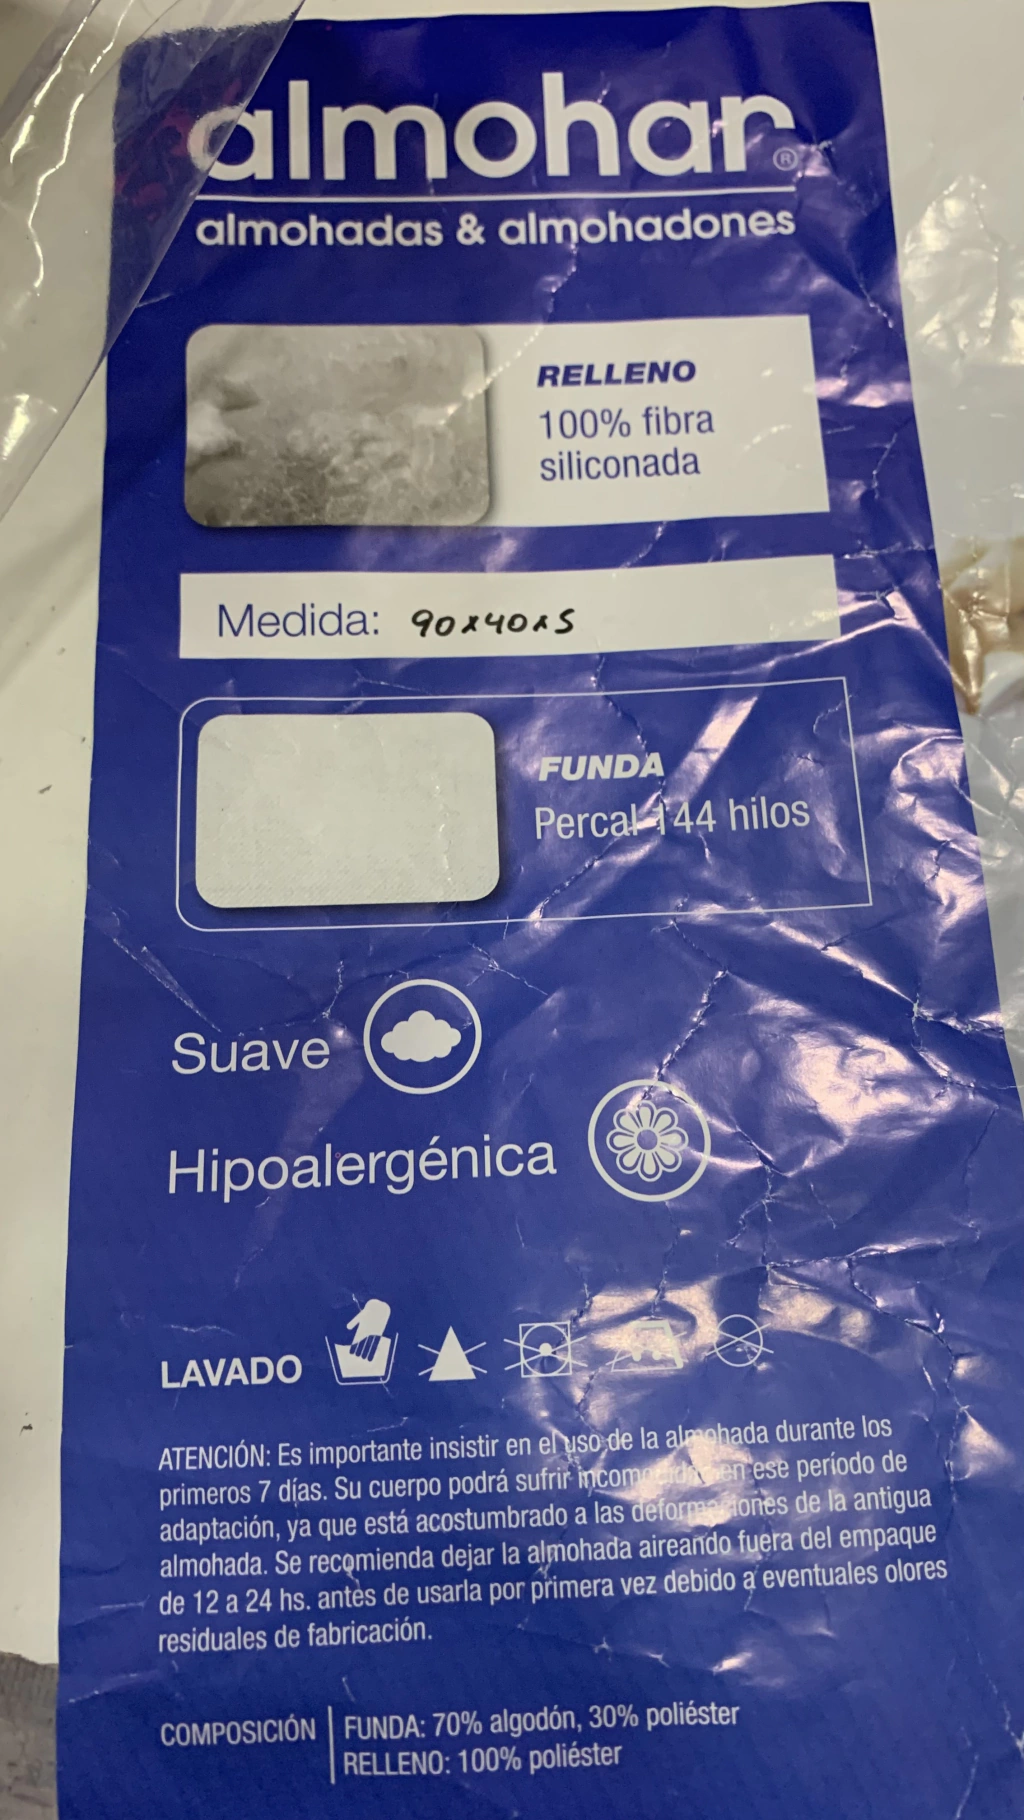 almohar®
almohadas & almohadones
RELLENO
100% fibra
siliconada
Medida: 90x40x5
FUNDA
Percal 144 hilos
Suave
Hipoalergénica
LAVADO
ATENCIÓN: Es importante insistir en el uso de la almohada durante los
primeros 7 días. Su cuerpo podrá sufrir en ese período de
adaptación, ya que está acostumbrado a las deformaciones de la antigua
almohada. Se recomienda dejar la almohada aireando fuera del empaque
de 12 a 24 hs. antes de usarla por primera vez debido a eventuales olores
residuales de fabricación.
COMPOSICIÓN
FUNDA: 70% algodón, 30% poliéster
RELLENO: 100% poliéster